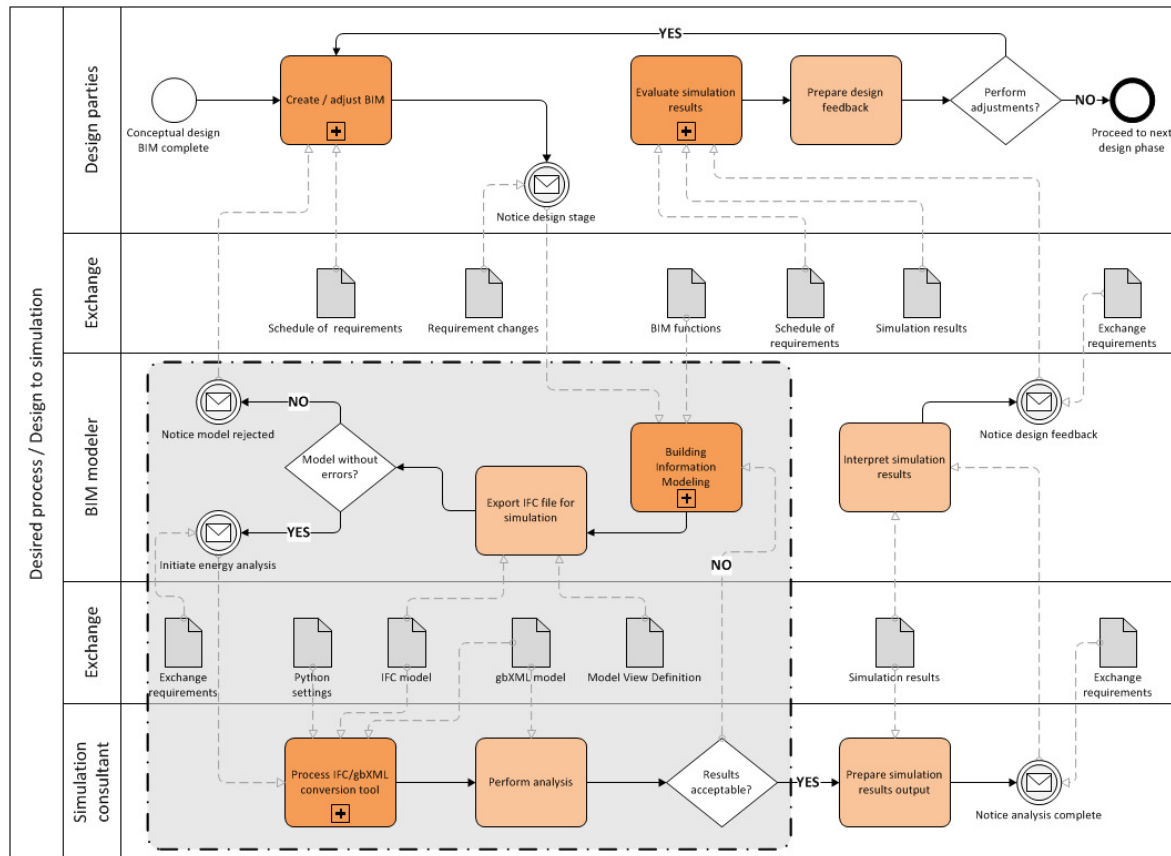 Desired process / Design to simulation
Design parties
YES
Create / adjust BIM
Evaluate simulation
results
Prepare design
feedback
Perform
adjustments?
NO
Conceptual design
BIM complete
Proceed to next
design phase
Notice design stage
Exchange
Schedule of requirements
Requirement changes
BIM functions
Schedule of
requirements
Simulation results
Exchange
requirements
BIM modeler
NO
Notice model rejected
Model without
errors?
YES
Initiate energy analysis
Export IFC file for
simulation
Building
Information
Modeling
NO
Interpret simulation
results
Notice design feedback
Exchange
Exchange
requirements
Python
settings
IFC model
gbXML model
Model View Definition
Simulation results
Exchange
requirements
Simulation
consultant
Process IFC/gbXML
conversion tool
Perform analysis
Results
acceptable?
YES
Prepare simulation
results output
Notice analysis complete